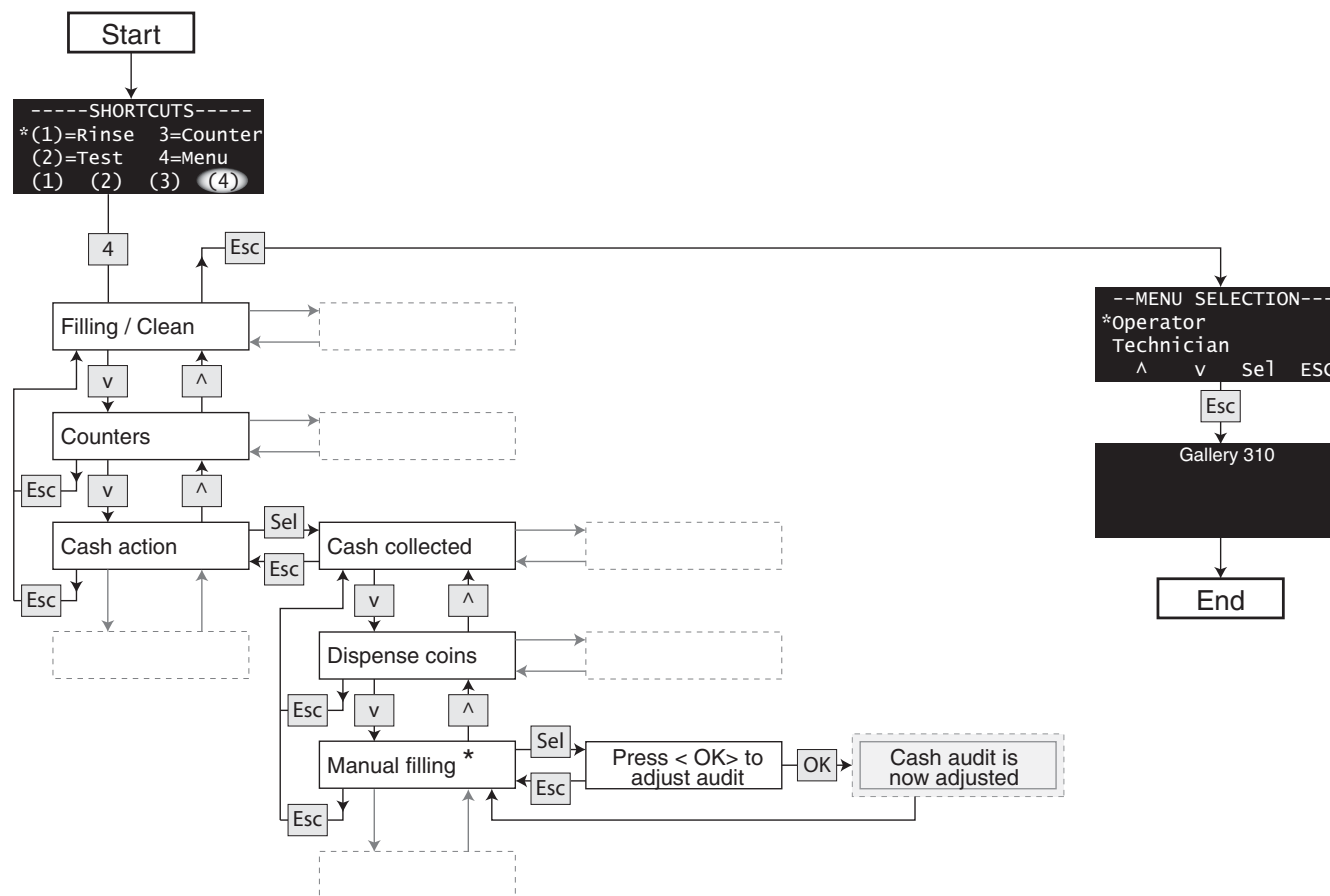 Start
-----SHORTCUTS-----
*(1)=Rinse 3=Counter
(2)=Test 4=Menu
(1) (2) (3) (4)
4
Esc
Filling / Clean
v
^
--MENU SELECTION---
*Operator
Technician
^ v Sel ESC
Esc
Gallery 310
End
Counters
Esc
v
^
Cash action
Esc
Sel
Esc
Cash collected
v
^
Dispense coins
Esc
v
^
Manual filling *
Esc
Sel
Esc
Press < OK> to
adjust audit
OK
Cash audit is
now adjusted